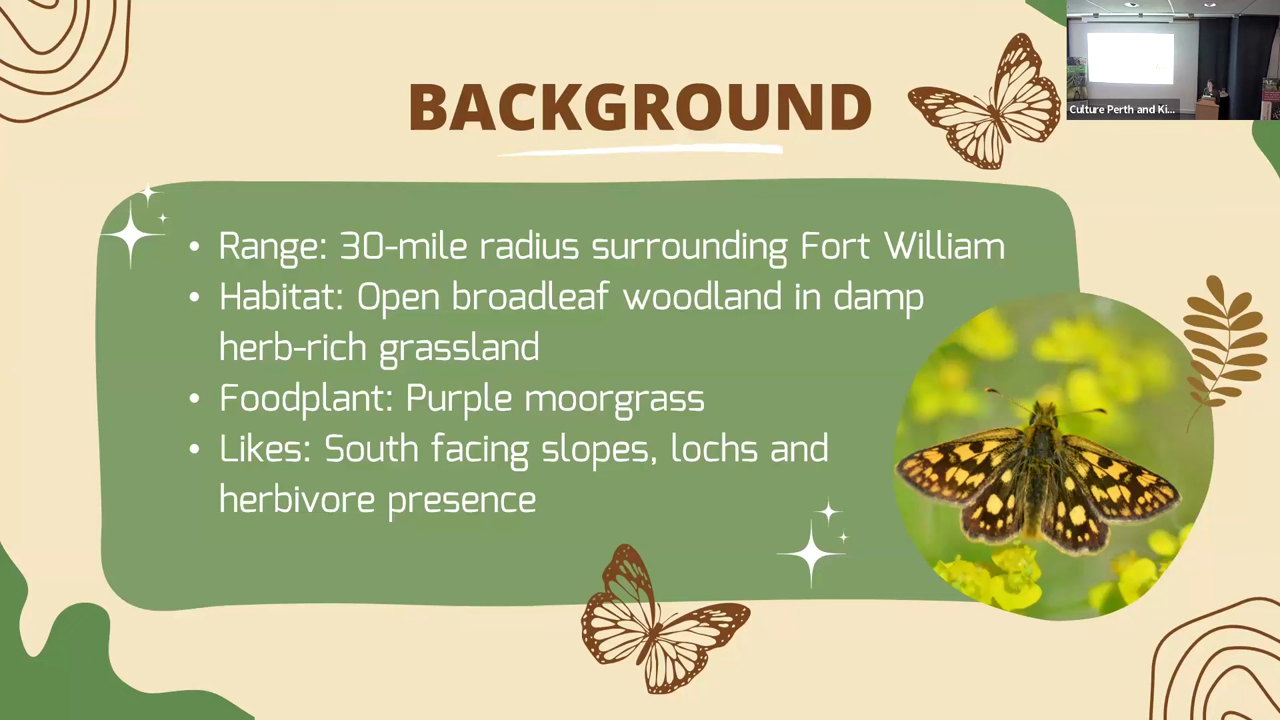 BACKGROUND
• Range: 30-mile radius surrounding Fort William
• Habitat: Open broadleaf woodland in damp
herb-rich grassland
• Foodplant: Purple moorgrass
• Likes: South facing slopes, lochs and
herbivore presence
Culture Perth and Ki...